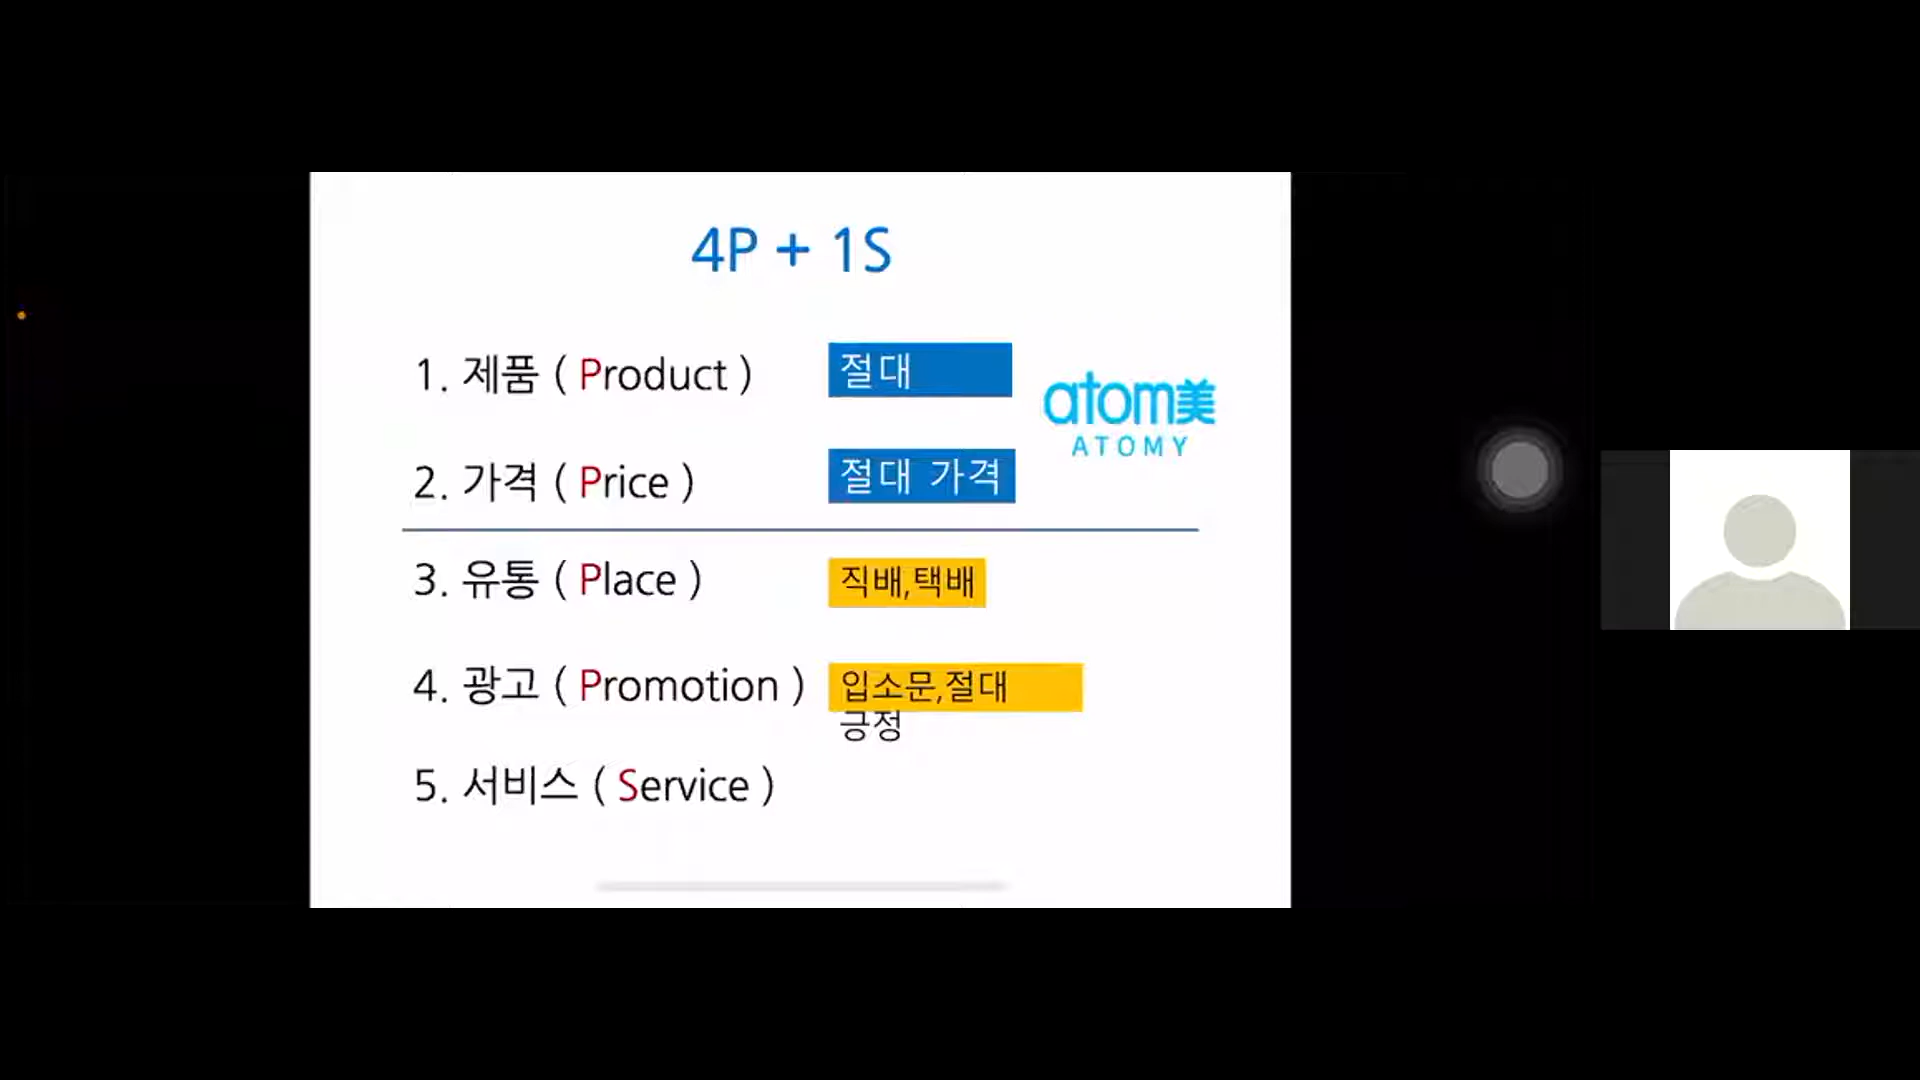 4P + 1S
1. 제품 ( Product )
절대
atom美
ATOMY
2. 가격 ( Price )
절대 가격
3. 유통 ( Place )
직배,택배
4. 광고 ( Promotion )
입소문,절대
긍정
5. 서비스 ( Service )